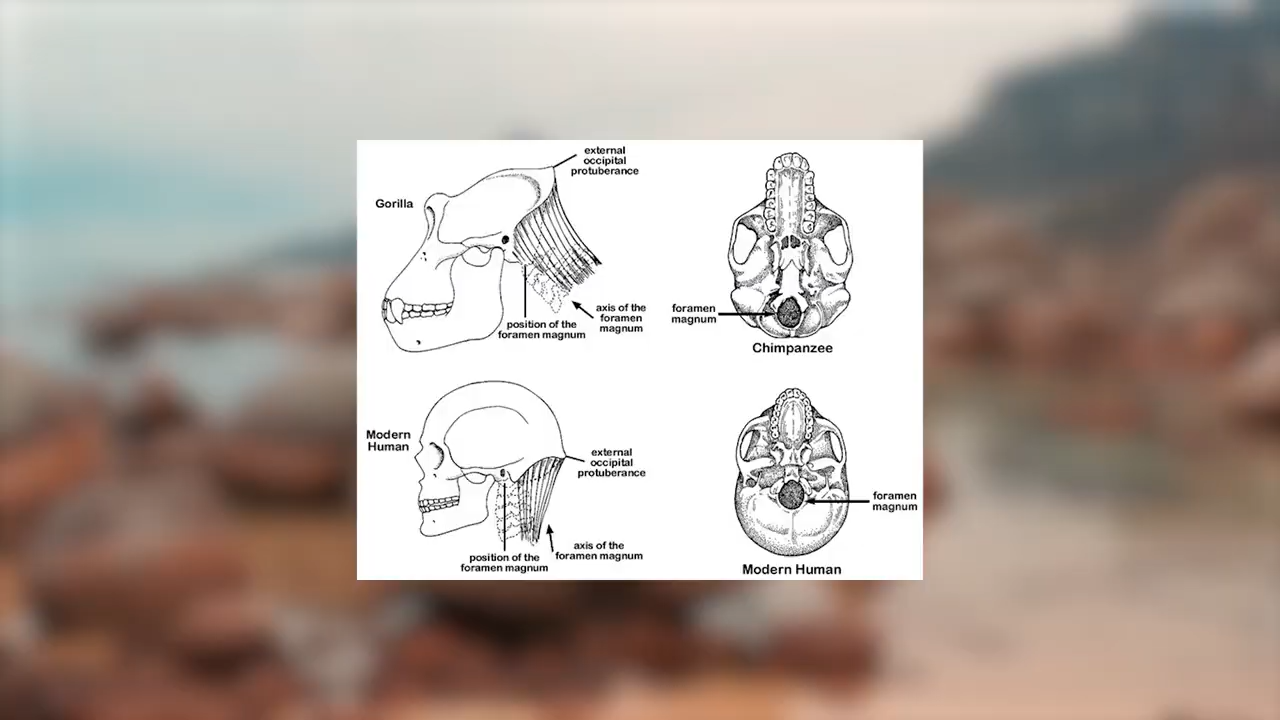 external
occipital
protuberance
Gorilla
axis of the
foramen
magnum
position of the
foramen magnum
foramen
magnum
Chimpanzee
Modern
Human
external
occipital
protuberance
axis of the
foramen magnum
position of the
foramen magnum
foramen
magnum
Modern Human